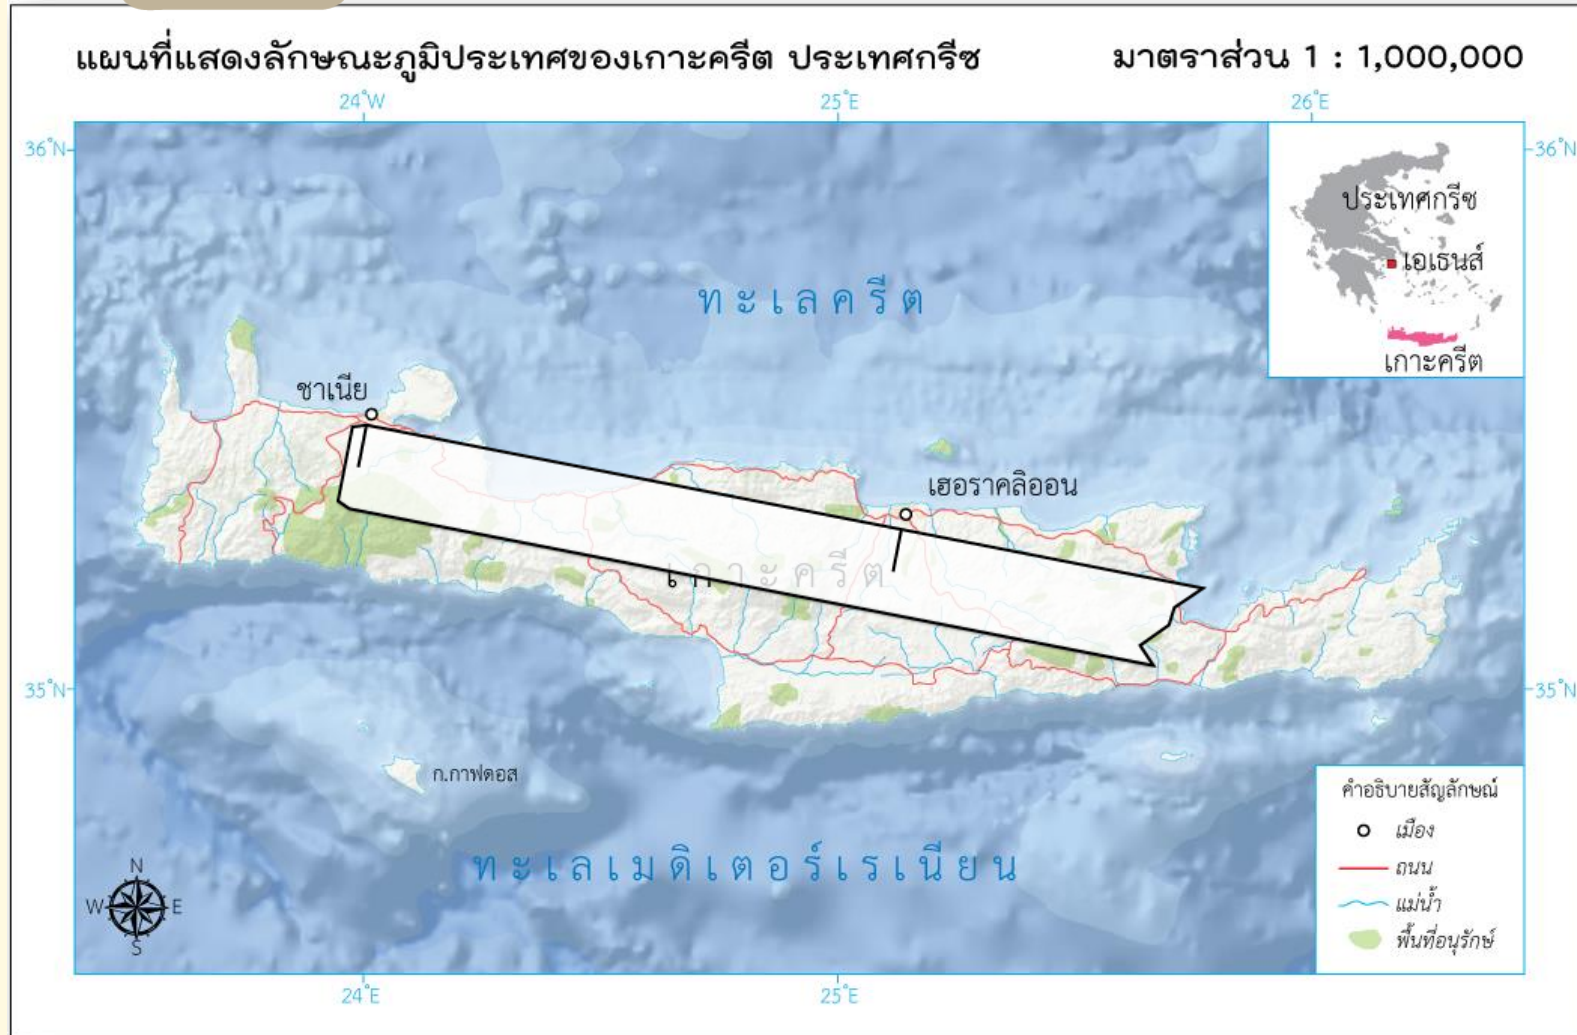 แผนที่แสดงลักษณะภูมิประเทศของเกาะครีต ประเทศกรีซ
มาตราส่วน 1 : 1,000,000
24°W
25°E
26°E
36°N
36°N
ประเทศกรีซ
เอเธนส์
เกาะครีต
ทะเลครีต
ชาเนีย
เฮอราคลิออน
เกาะครีต
35°N
35°N
ก.กาฟดอส
ทะเลเมดิเตอร์เรเนียน
คำอธิบายสัญลักษณ์
เมือง
ถนน
แม่น้ำ
พื้นที่อนุรักษ์
N
W
E
S
24°E
25°E